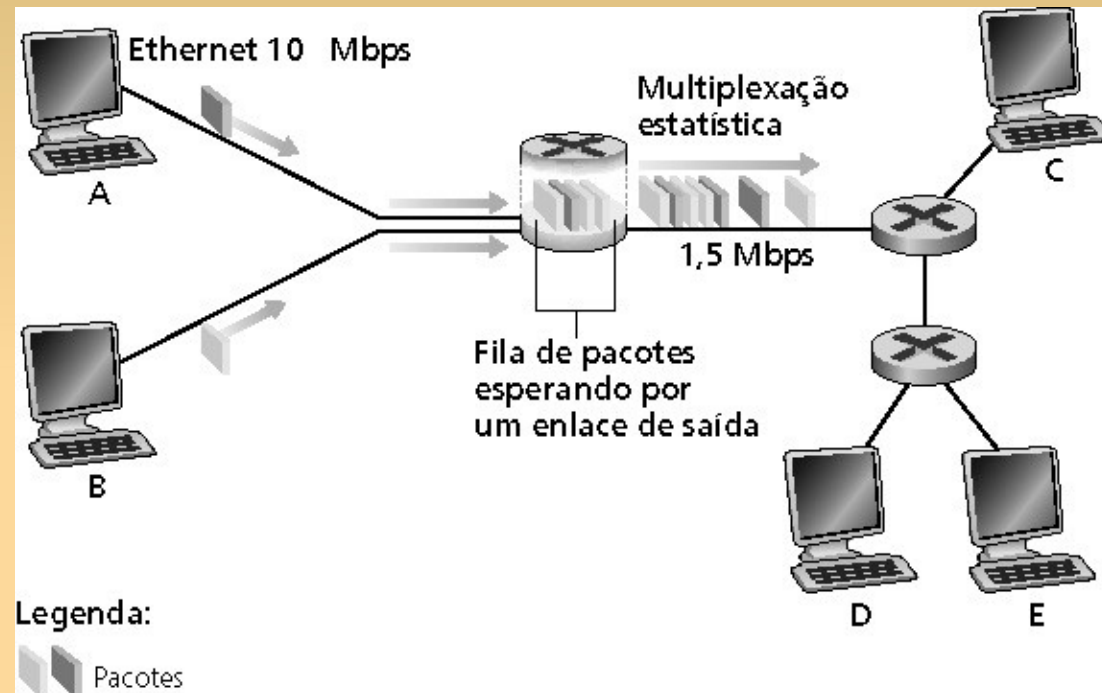 Ethernet 10 Mbps
Multiplexação
estatística
A
C
1,5 Mbps
Fila de pacotes
esperando por
um enlace de saída
B
D
E
Legenda:
Pacotes